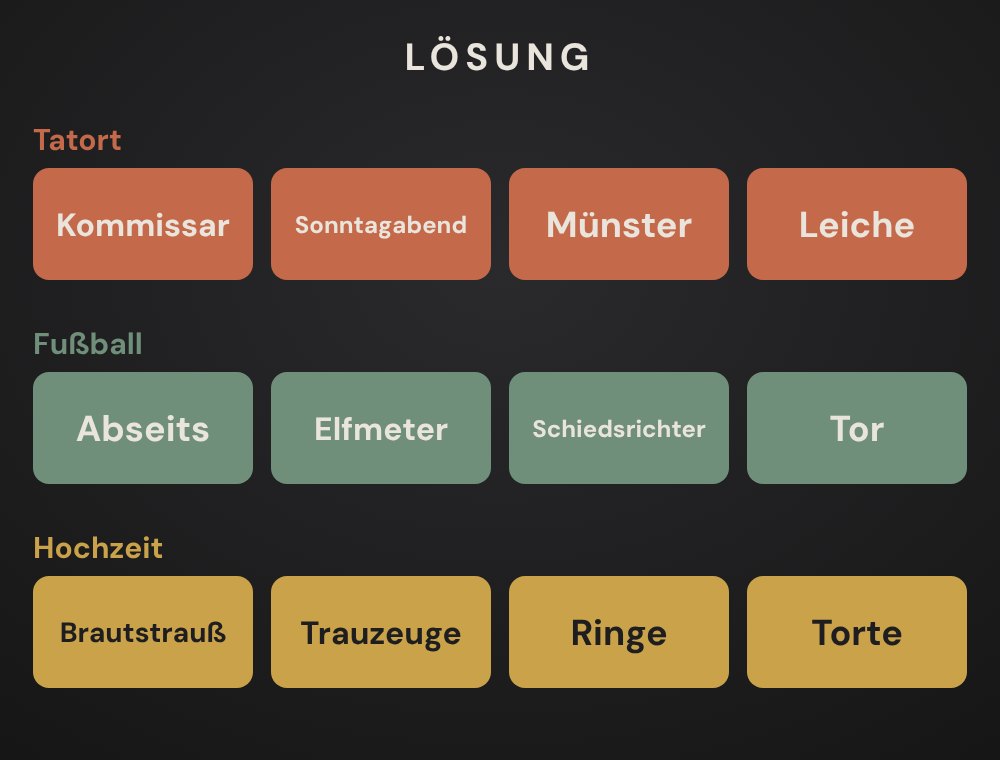 LÖSUNG
Tatort
Kommissar Sonntagabend Münster Leiche
Fußball
Abseits Elfmeter Schiedsrichter Tor
Hochzeit
Brautstrauß Trauzeuge Ringe Torte